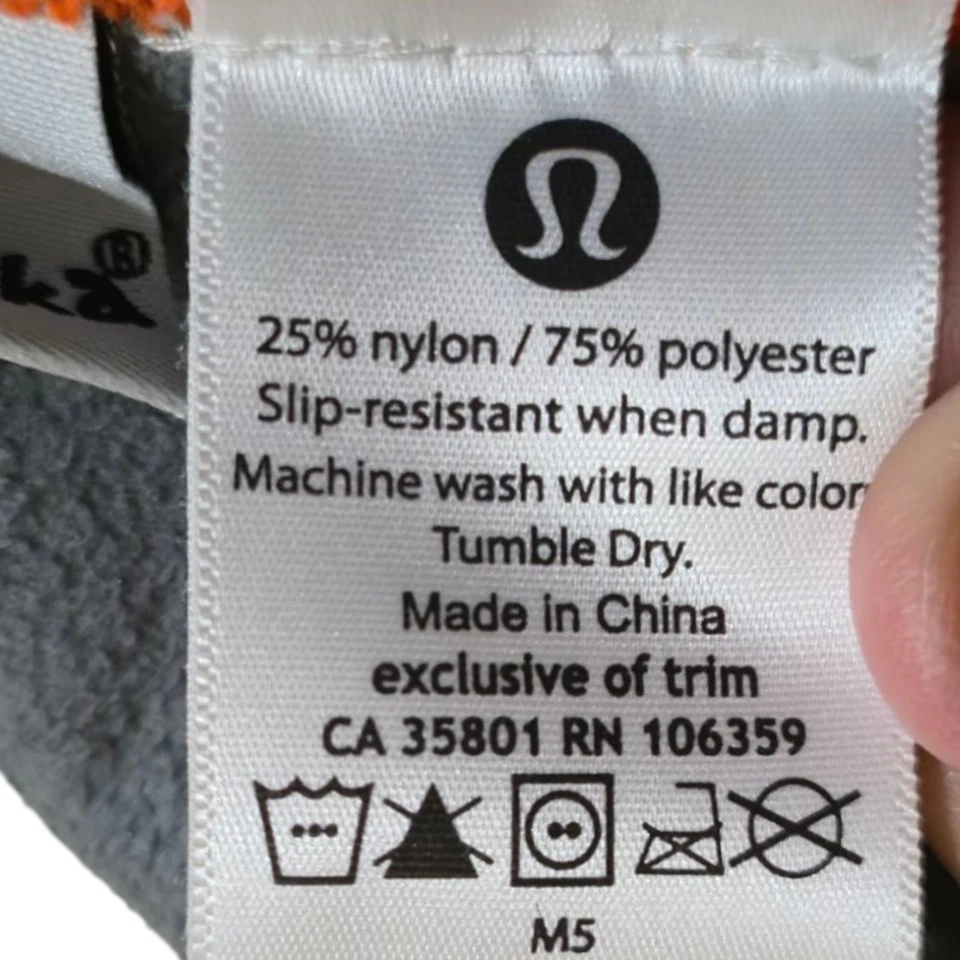 ka®
25% nylon / 75% polyester
Slip-resistant when damp.
Machine wash with like color
Tumble Dry.
Made in China
exclusive of trim
CA 35801 RN 106359
M5